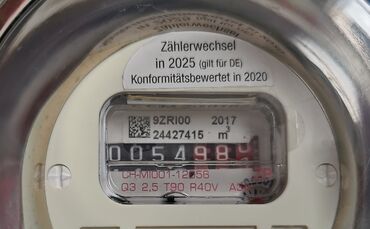 Zählerwechsel
in 2025 (gilt für DE)
Konformitätsbewertet in 2020
9ZRI00 2017
24427415 m³
0054984
CH-MI001-12056
Q3 2.5 T90 R40V